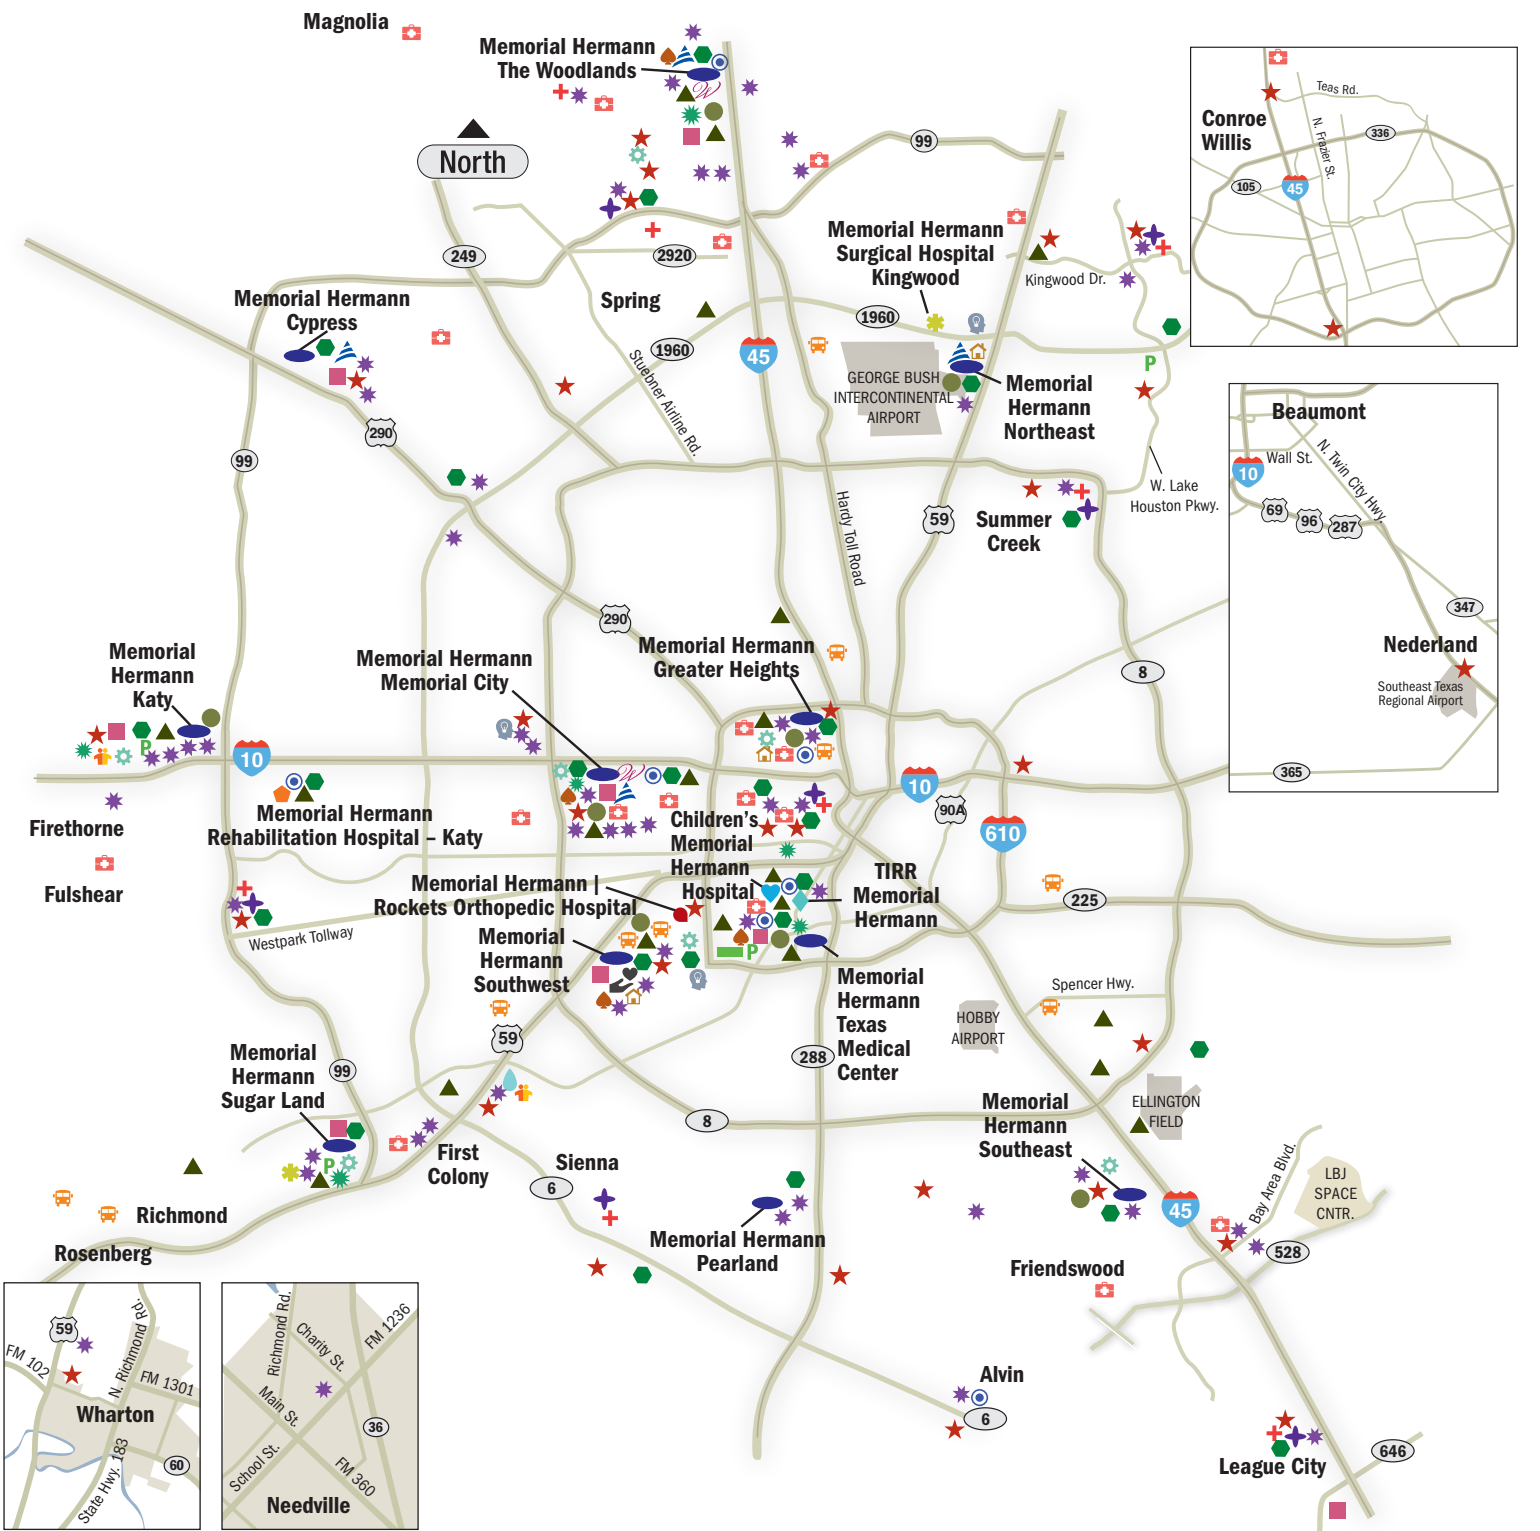 Magnolia
Memorial Hermann
The Woodlands
North
99
249
2920
Memorial Hermann
Surgical Hospital
Kingwood
Kingwood Dr.
Conroe
Willis
Teas Rd.
N. Frazier St.
336
105
45
Memorial Hermann
Cypress
Spring
1960
1960
45
Stuebner Airline Rd.
GEORGE BUSH
INTERCONTINENTAL
AIRPORT
Memorial
Hermann
Northeast
P
290
99
Hardy Toll Road
59
Summer
Creek
W. Lake
Houston Pkwy.
Beaumont
Wall St.
N. Twin City Hwy.
10
69
96
287
347
Nederland
Southeast Texas
Regional Airport
365
290
8
Memorial
Hermann
Katy
P
10
Memorial Hermann
Memorial City
W
W
Memorial Hermann
Greater Heights
Firethorne
Fulshear
Memorial Hermann
Rehabilitation Hospital – Katy
Children's
Memorial
Hermann
Hospital
10
90A
610
Memorial Hermann |
Rockets Orthopedic Hospital
TIRR
Memorial
Hermann
225
Westpark Tollway
Memorial
Hermann
Southwest
P
Memorial
Hermann
Texas
Medical
Center
Spencer Hwy.
HOBBY
AIRPORT
59
288
99
Memorial
Hermann
Sugar Land
P
8
ELLINGTON
FIELD
Memorial
Hermann
Southeast
First
Colony
Sienna
6
Richmond
Rosenberg
Memorial Hermann
Pearland
45
Bay Area Blvd.
LBJ
SPACE
CNTR.
528
Friendswood
59
FM 102
N. Richmond Rd.
FM 1301
Wharton
State Hwy. 183
60
Richmond Rd.
Charity St.
FM 1236
Main St.
36
School St.
FM 360
Needville
Alvin
6
League City
646